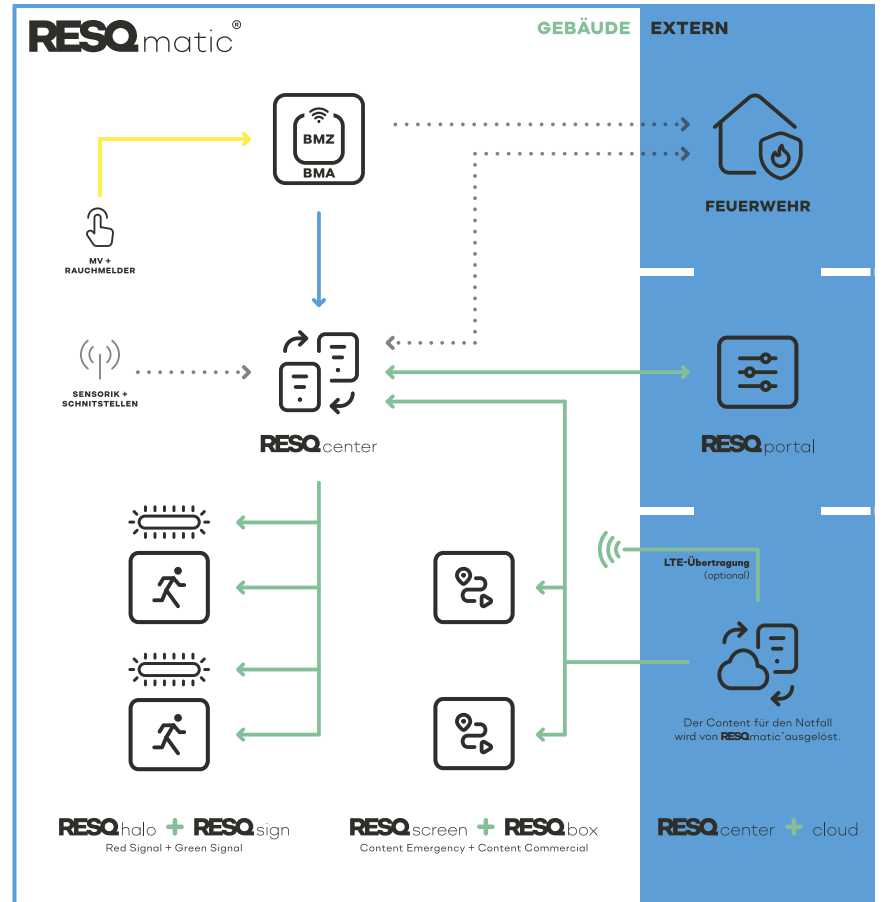 RESQmatic®
GEBÄUDE
EXTERN
BMZ
BMA
FEUERWEHR
MV +
RAUCHMELDER
SENSORIK +
SCHNITSTELLEN
RESQcenter
RESQportal
LTE-Übertragung
(optional)
Der Content für den Notfall
wird von RESQmatic® ausgelöst.
RESQhalo + RESQsign
Red Signal + Green Signal
RESQscreen + RESQbox
Content Emergency + Content Commercial
RESQcenter + cloud